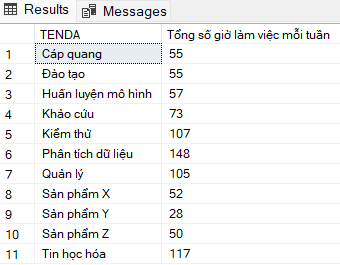 Results Messages
TENDA Tổng số giờ làm việc mỗi tuần
1 Cáp quang 55
2 Đào tạo 55
3 Huấn luyện mô hình 57
4 Khảo cứu 73
5 Kiểm thử 107
6 Phân tích dữ liệu 148
7 Quản lý 105
8 Sản phẩm X 52
9 Sản phẩm Y 28
10 Sản phẩm Z 50
11 Tin học hóa 117